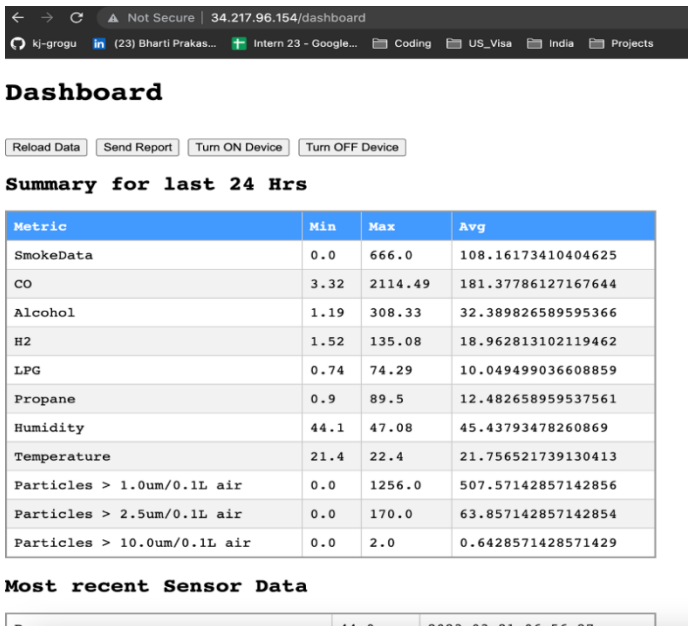 Not Secure | 34.217.96.154/dashboard
kj-grogu in (23) Bharti Prakas... Intern 23 - Google... Coding US_Visa India Projects
Dashboard
Reload Data Send Report Turn ON Device Turn OFF Device
Summary for last 24 Hrs
Metric Min Max Avg
SmokeData 0.0 666.0 108.16173410404625
CO 3.32 2114.49 181.37786127167644
Alcohol 1.19 308.33 32.389826589595366
H2 1.52 135.08 18.962813102119462
LPG 0.74 74.29 10.049499036608859
Propane 0.9 89.5 12.482658959537561
Humidity 44.1 47.08 45.43793478260869
Temperature 21.4 22.4 21.756521739130413
Particles > 1.0um/0.1L air 0.0 1256.0 507.57142857142856
Particles > 2.5um/0.1L air 0.0 170.0 63.857142857142854
Particles > 10.0um/0.1L air 0.0 2.0 0.6428571428571429
Most recent Sensor Data